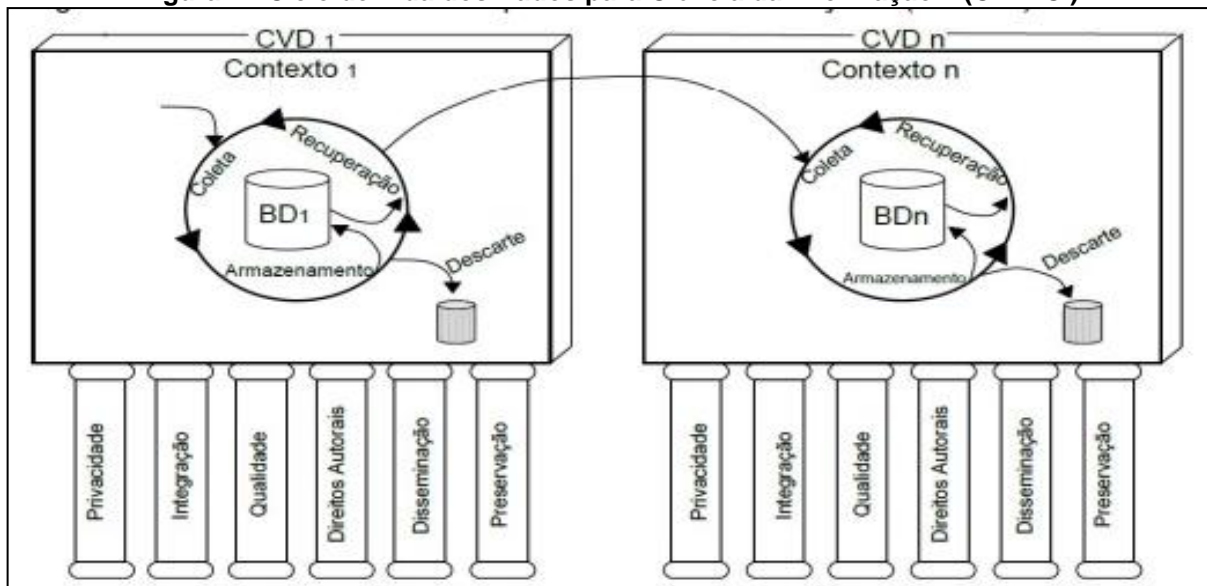 CVD 1
Contexto 1
Coleta
Recuperação
BD1
Armazenamento
Descarte
Privacidade
Integração
Qualidade
Direitos Autorais
Disseminação
Preservação
CVD n
Contexto n
Coleta
Recuperação
BDn
Armazenamento
Descarte
Privacidade
Integração
Qualidade
Direitos Autorais
Disseminação
Preservação